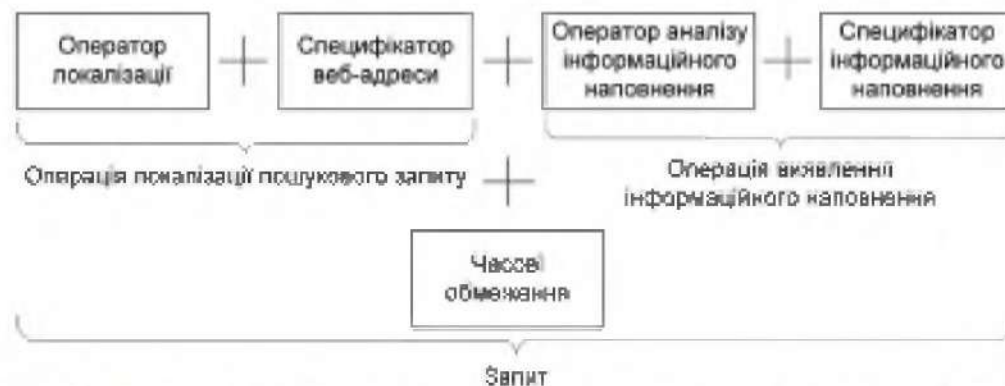 Оператор
локалізації
Специфікатор
веб-адреси
Оператор аналізу
інформаційного
наповнення
Специфікатор
інформаційного
наповнення
Операція локалізації пошукового запиту
Операція виявлення
інформаційного наповнення
Часові
обмеження
Запит